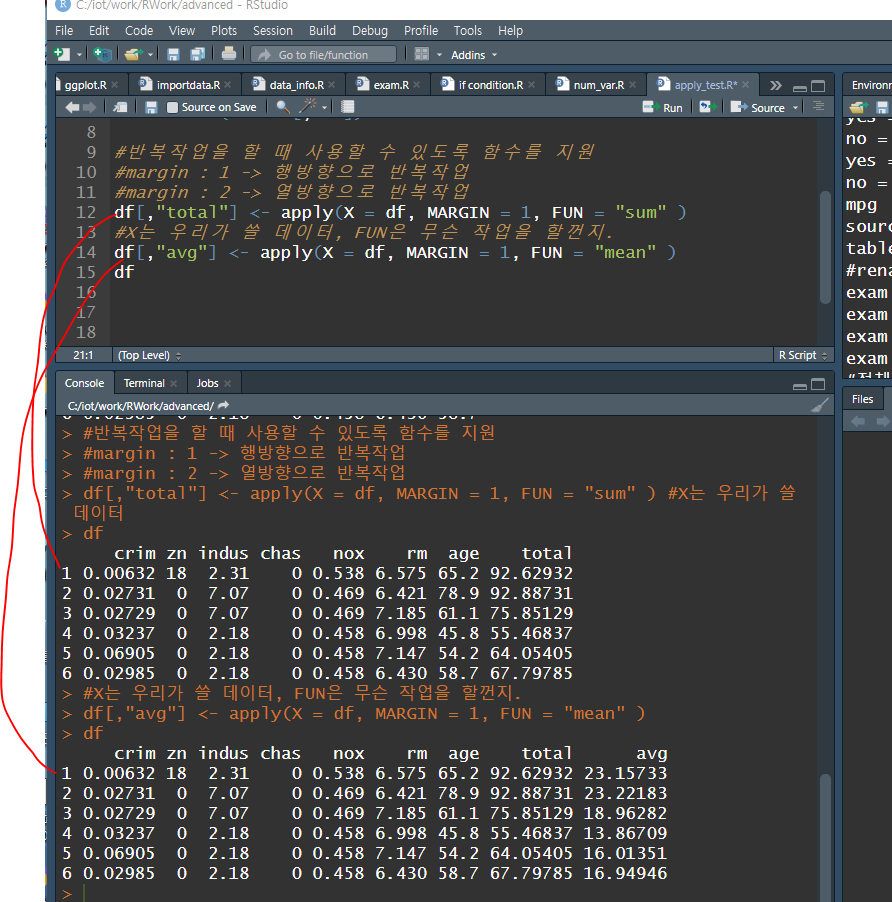 C:/iot/work/RWork/advanced - RStudio
File Edit Code View Plots Session Build Debug Profile Tools Help
Go to file/function Addins
ggplot.R importdata.R data_info.R exam.R if condition.R num_var.R apply_test.R*
Source on Save Run Source
8
9 #반복작업을 할 때 사용할 수 있도록 함수를 지원
10 #margin : 1 -> 행방향으로 반복작업
11 #margin : 2 -> 열방향으로 반복작업
12 df[,"total"] <- apply(X = df, MARGIN = 1, FUN = "sum" )
13 #X는 우리가 쓸 데이터, FUN은 무슨 작업을 할껀지.
14 df[,"avg"] <- apply(X = df, MARGIN = 1, FUN = "mean" )
15 df
16
17
18
21:1 (Top Level) R Script
Console Terminal Jobs
C:/iot/work/RWork/advanced/
> #반복작업을 할 때 사용할 수 있도록 함수를 지원
> #margin : 1 -> 행방향으로 반복작업
> #margin : 2 -> 열방향으로 반복작업
> df[,"total"] <- apply(X = df, MARGIN = 1, FUN = "sum" ) #X는 우리가 쓸
데이터
> df
crim zn indus chas nox rm age total
1 0.00632 18 2.31 0 0.538 6.575 65.2 92.62932
2 0.02731 0 7.07 0 0.469 6.421 78.9 92.88731
3 0.02729 0 7.07 0 0.469 7.185 61.1 75.85129
4 0.03237 0 2.18 0 0.458 6.998 45.8 55.46837
5 0.06905 0 2.18 0 0.458 7.147 54.2 64.05405
6 0.02985 0 2.18 0 0.458 6.430 58.7 67.79785
> #X는 우리가 쓸 데이터, FUN은 무슨 작업을 할껀지.
> df[,"avg"] <- apply(X = df, MARGIN = 1, FUN = "mean" )
> df
crim zn indus chas nox rm age total avg
1 0.00632 18 2.31 0 0.538 6.575 65.2 92.62932 23.15733
2 0.02731 0 7.07 0 0.469 6.421 78.9 92.88731 23.22183
3 0.02729 0 7.07 0 0.469 7.185 61.1 75.85129 18.96282
4 0.03237 0 2.18 0 0.458 6.998 45.8 55.46837 13.86709
5 0.06905 0 2.18 0 0.458 7.147 54.2 64.05405 16.01351
6 0.02985 0 2.18 0 0.458 6.430 58.7 67.79785 16.94946
>
Environ
yes =
no =
yes =
no =
mpg
sourc
table
#rena
exam
exam
exam
exam
Files